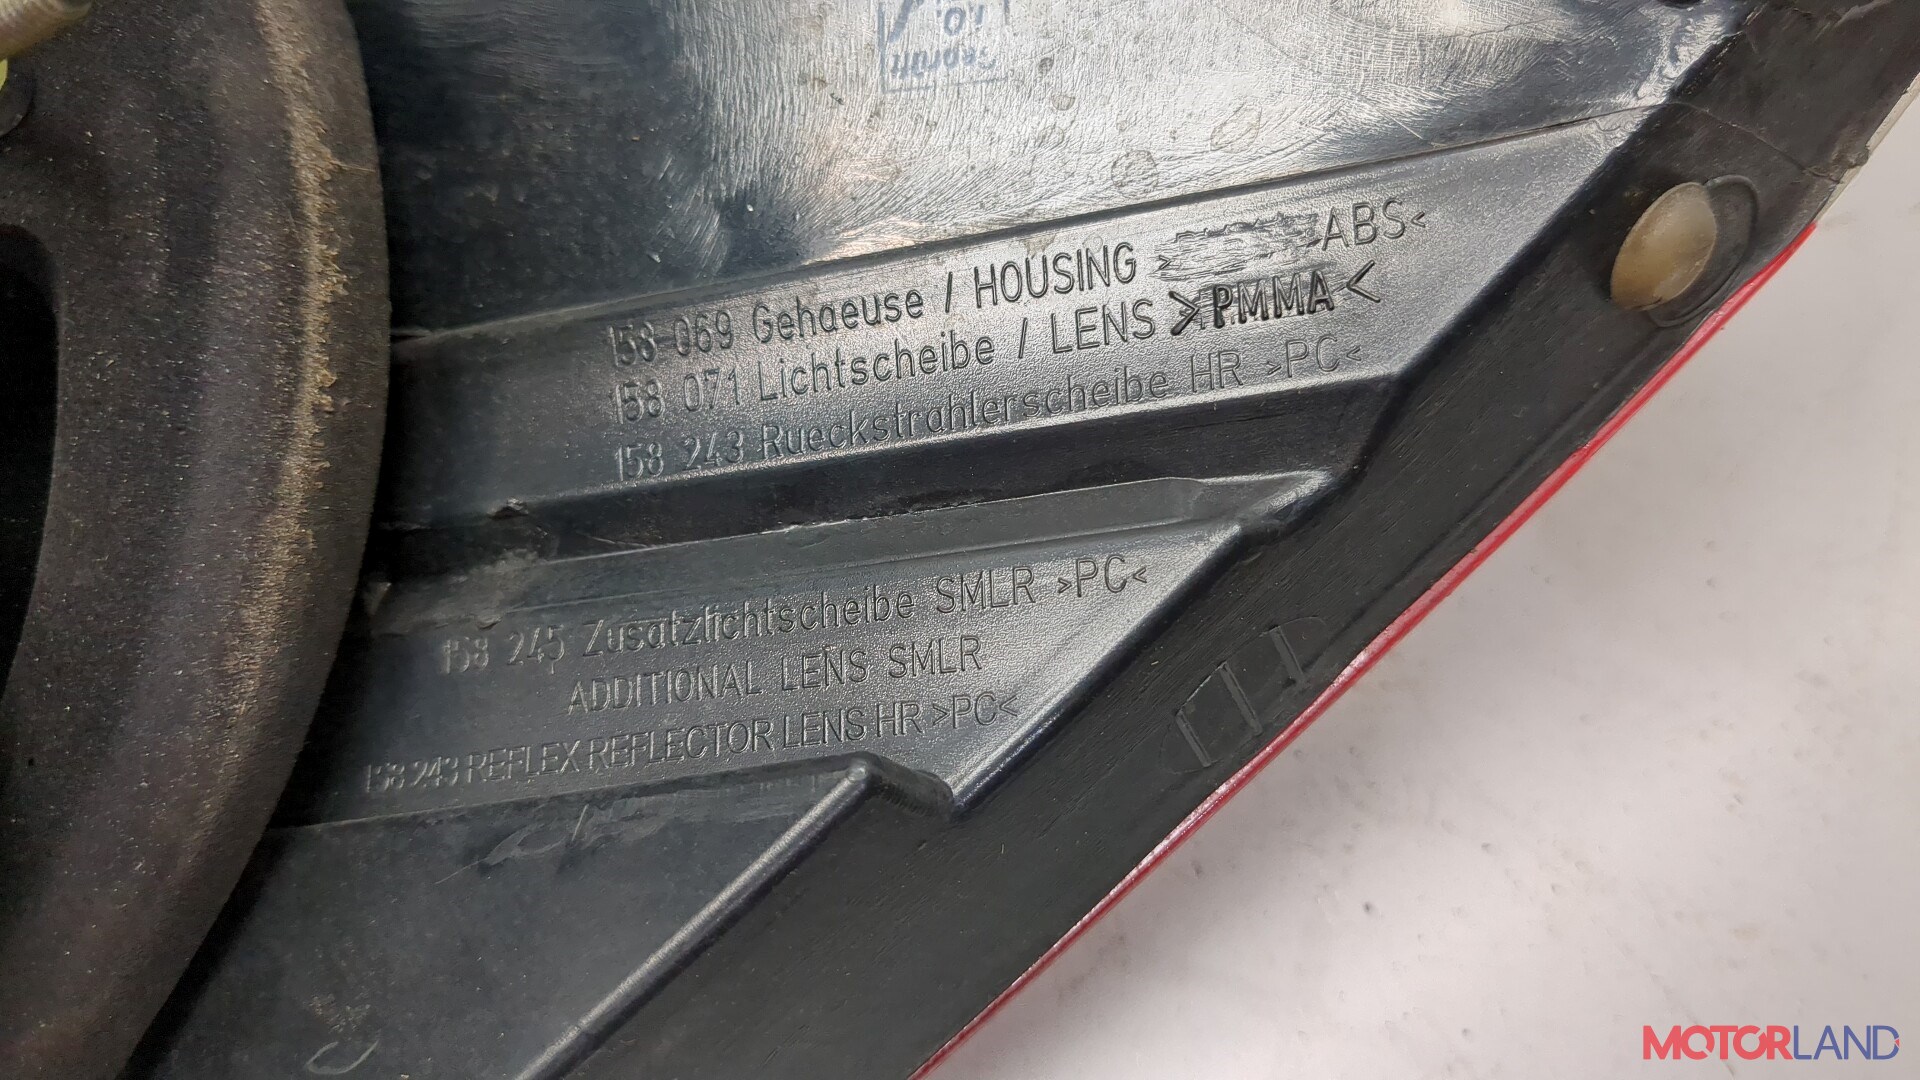 158 069 Gehaeuse / HOUSING > ABS<
158 071 Lichtscheibe / LENS >PMMA<
158 243 Rueckstrahlerscheibe HR >PC<
158 245 Zusatzlichtscheibe SMLR >PC<
ADDITIONAL LENS SMLR
158 243 REFLEX REFLECTOR LENS HR >PC<
MOTORLAND